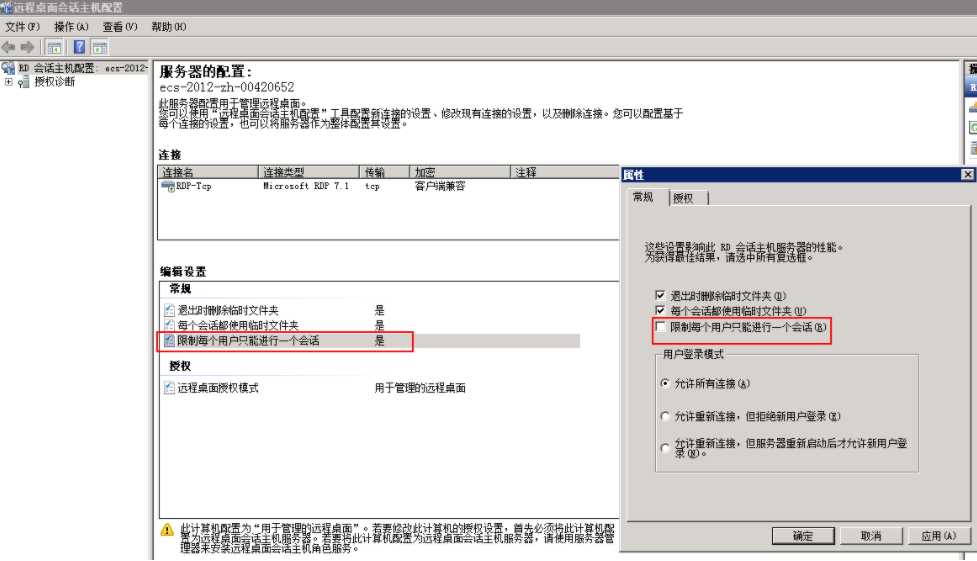 远程桌面会话主机配置
文件(F) 操作(A) 查看(V) 帮助(H)
RD 会话主机配置: ecs-2012-
授权诊断
服务器的配置:
ecs-2012-zh-00420652
此服务器配置用于管理远程桌面。
您可以使用“远程桌面会话主机配置”工具配置新连接的设置、修改现有连接的设置，以及删除连接。您可以配置基于
每个连接的设置，也可以将服务器作为整体配置其设置。
连接
连接名 连接类型 传输 加密 注释
RDP-Tcp Microsoft RDP 7.1 tcp 客户端兼容
编辑设置
常规
退出时删除临时文件夹 是
每个会话都使用临时文件夹 是
限制每个用户只能进行一个会话 是
授权
远程桌面授权模式 用于管理的远程桌面
此计算机配置为“用于管理的远程桌面”。若要修改此计算机的授权设置，首先必须将此计算机配
置为远程桌面会话主机服务器。若要将此计算机配置为远程桌面会话主机服务器，请使用服务器管
理器来安装远程桌面会话主机角色服务。
属性
常规 授权
这些设置影响此 RD 会话主机服务器的性能。
为获得最佳结果，请选中所有复选框。
退出时删除临时文件夹(D)
每个会话都使用临时文件夹(U)
限制每个用户只能进行一个会话(R)
用户登录模式
允许所有连接(A)
允许重新连接，但拒绝新用户登录(E)
允许重新连接，但服务器重新启动后才允许新用户登
录(N)。
确定 取消 应用(A)